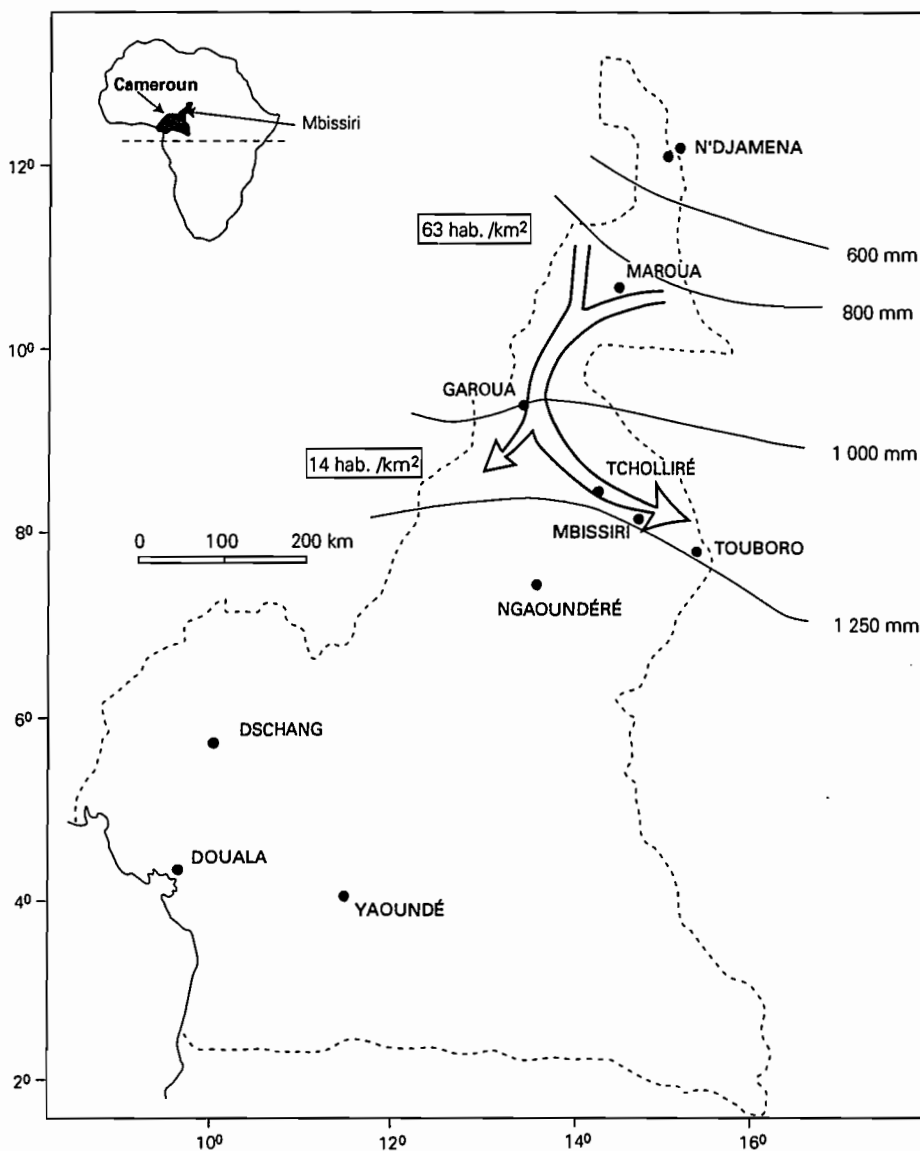 Cameroun
Mbissiri
12⁰
N'DJAMENA
63 hab. /km²
600 mm
MAROUA
800 mm
10⁰
GAROUA
1 000 mm
14 hab. /km²
TCHOLLIRÉ
8⁰
0 100 200 km
MBISSIRI
TOUBORO
NGAOUNDÉRÉ
1 250 mm
6⁰
DSCHANG
DOUALA
4⁰
YAOUNDÉ
2⁰
10⁰ 12⁰ 14⁰ 16⁰